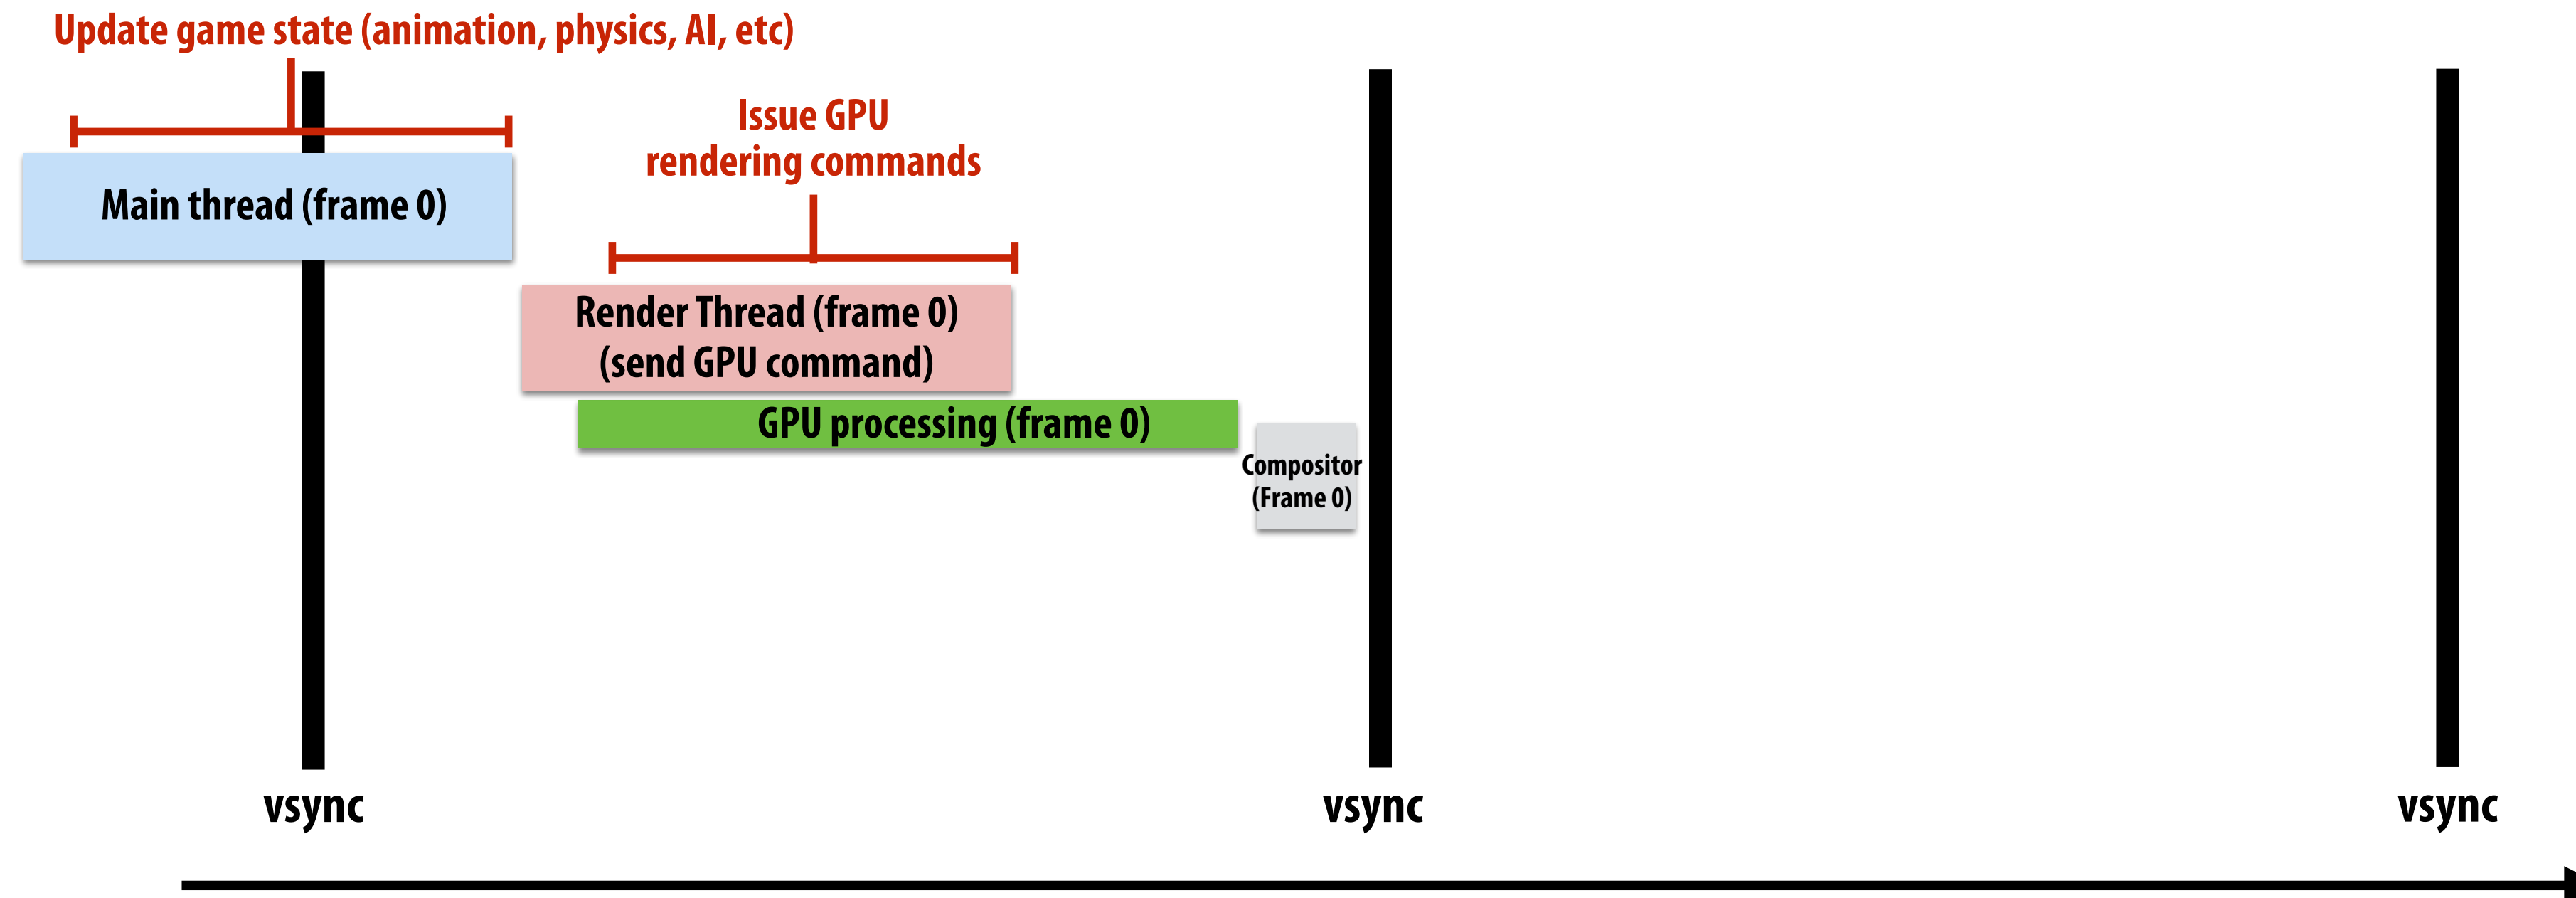 Update game state (animation, physics, AI, etc)
Issue GPU
rendering commands
Main thread (frame 0)
Render Thread (frame 0)
(send GPU command)
GPU processing (frame 0)
Compositor
(Frame 0)
vsync
vsync
vsync